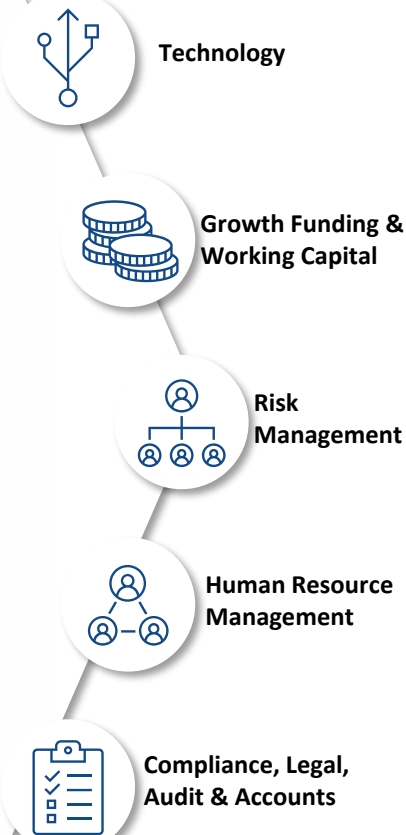 Technology
Growth Funding &
Working Capital
Risk
Management
Human Resource
Management
Compliance, Legal,
Audit & Accounts